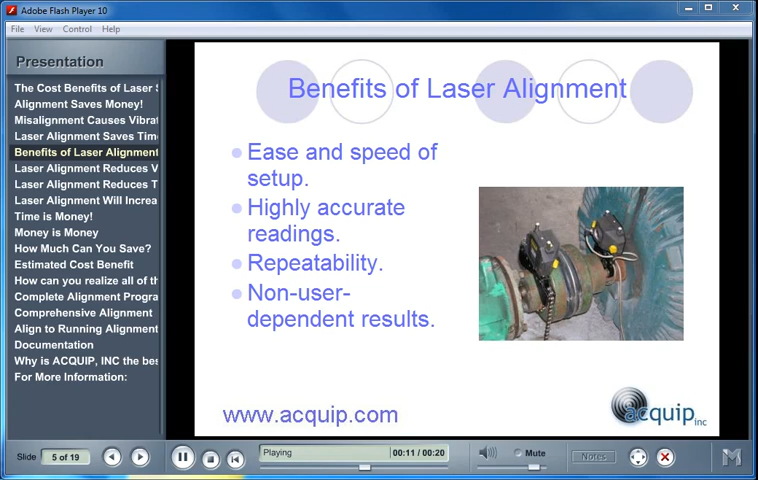 Adobe Flash Player 10
File View Control Help
Presentation
The Cost Benefits of Laser
Alignment Saves Money!
Misalignment Causes Vibrat
Laser Alignment Saves Tim
Benefits of Laser Alignment
Laser Alignment Reduces V
Laser Alignment Reduces T
Laser Alignment Will Increa
Time is Money!
Money is Money
How Much Can You Save?
Estimated Cost Benefit
How can you realize all of th
Complete Alignment Progra
Comprehensive Alignment
Align to Running Alignment
Documentation
Why is ACQUIP, INC the bes
For More Information:
Benefits of Laser Alignment
Ease and speed of
setup.
Highly accurate
readings.
Repeatability.
Non-user-
dependent results.
www.acquip.com
acquip inc
Slide 5 of 19
Playing 00:11 / 00:20
Mute
Notes